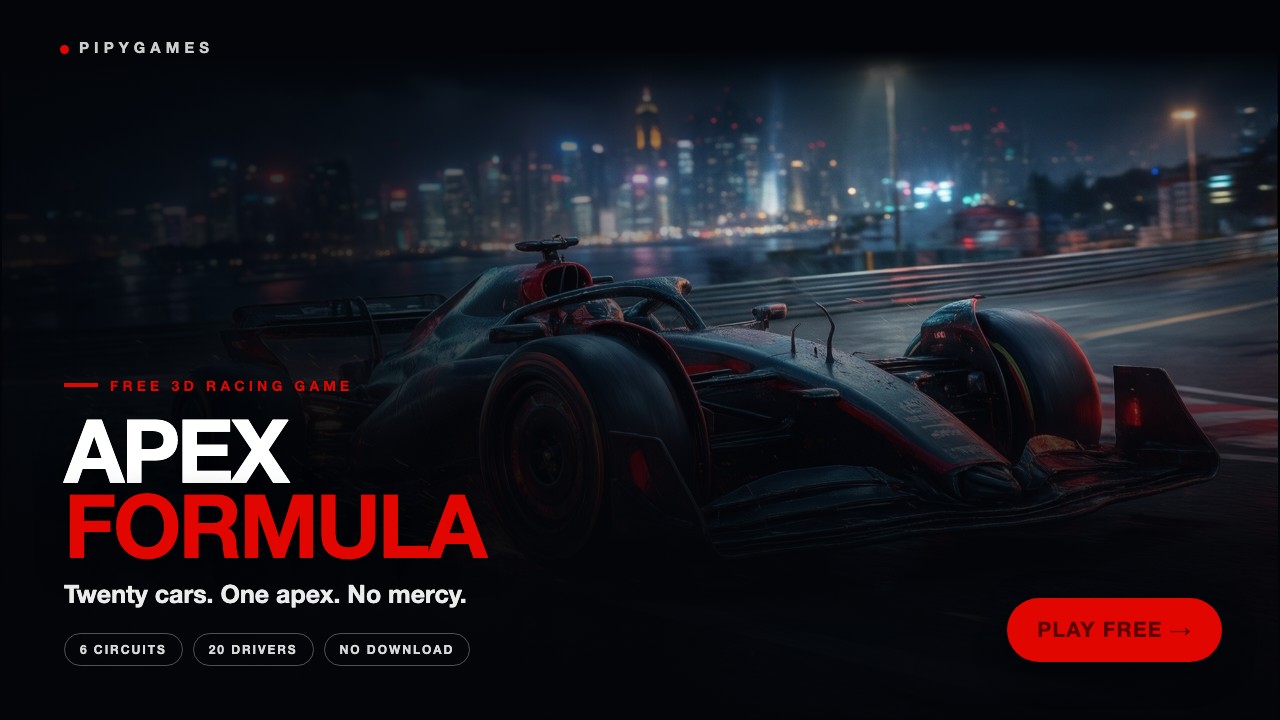 PIPYGAMES
FREE 3D RACING GAME
APEX
FORMULA
Twenty cars. One apex. No mercy.
6 CIRCUITS
20 DRIVERS
NO DOWNLOAD
PLAY FREE →